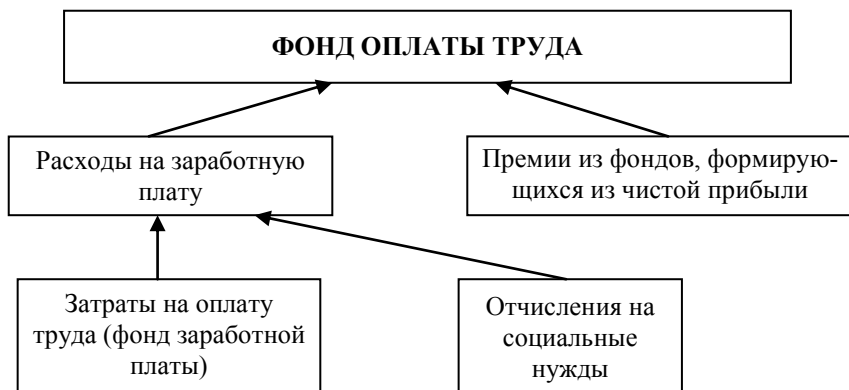 ФОНД ОПЛАТЫ ТРУДА
Расходы на заработную
плату
Премии из фондов, формирую-
щихся из чистой прибыли
Затраты на оплату
труда (фонд заработной
платы)
Отчисления на
социальные
нужды